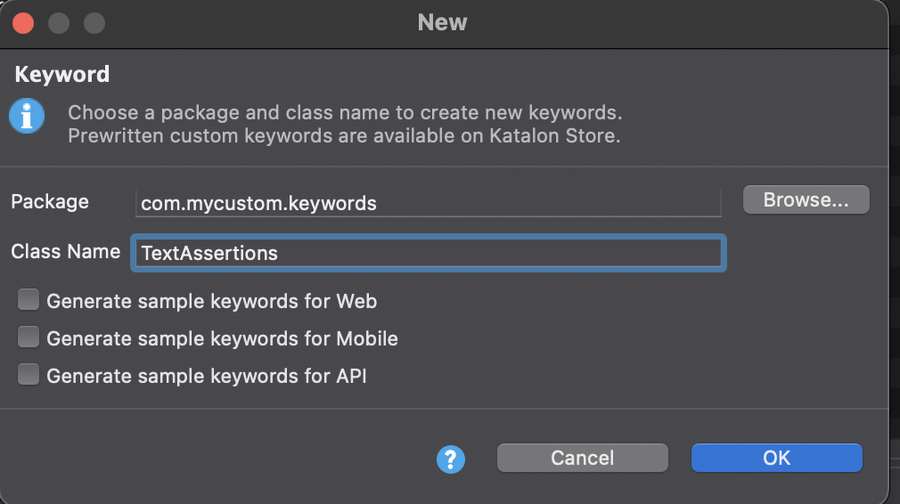 New
Keyword
Choose a package and class name to create new keywords.
Prewritten custom keywords are available on Katalon Store.
Package com.mycustom.keywords Browse...
Class Name TextAssertions
Generate sample keywords for Web
Generate sample keywords for Mobile
Generate sample keywords for API
? Cancel OK